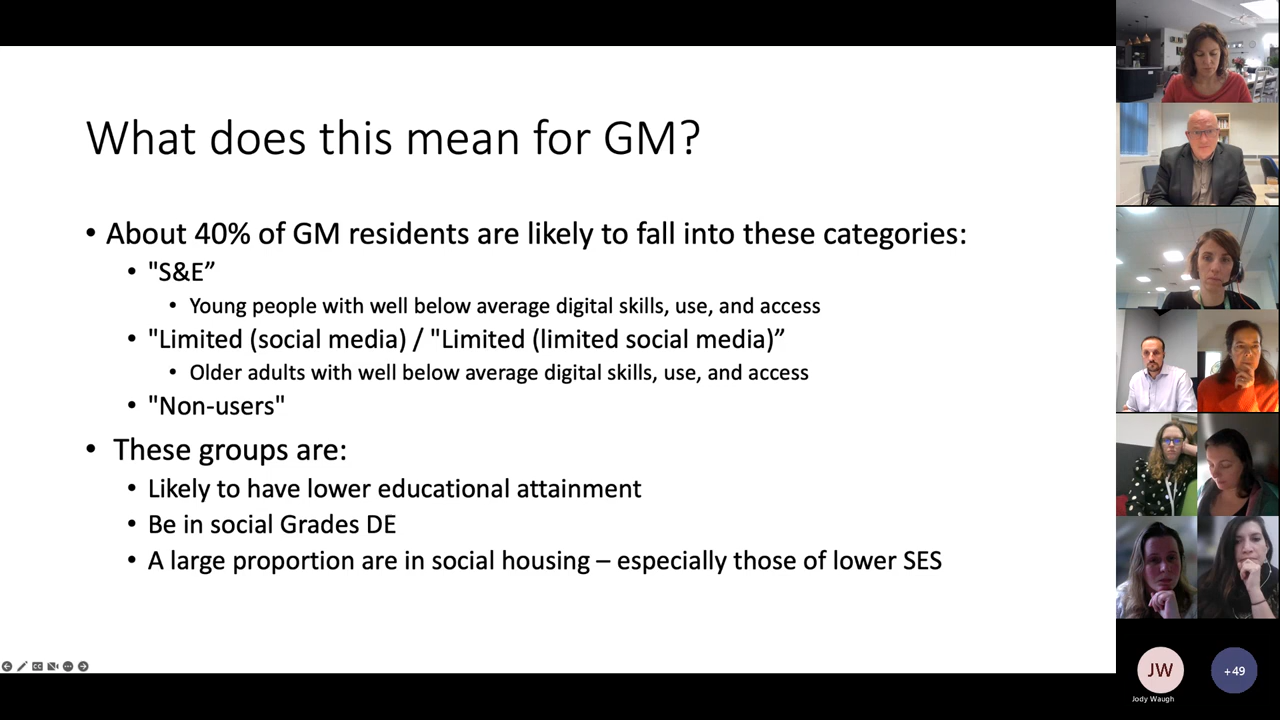 What does this mean for GM?
• About 40% of GM residents are likely to fall into these categories:
• "S&E”
• Young people with well below average digital skills, use, and access
• "Limited (social media) / "Limited (limited social media)”
• Older adults with well below average digital skills, use, and access
• "Non-users"
• These groups are:
• Likely to have lower educational attainment
• Be in social Grades DE
• A large proportion are in social housing – especially those of lower SES
JW
+49
Jody Waugh